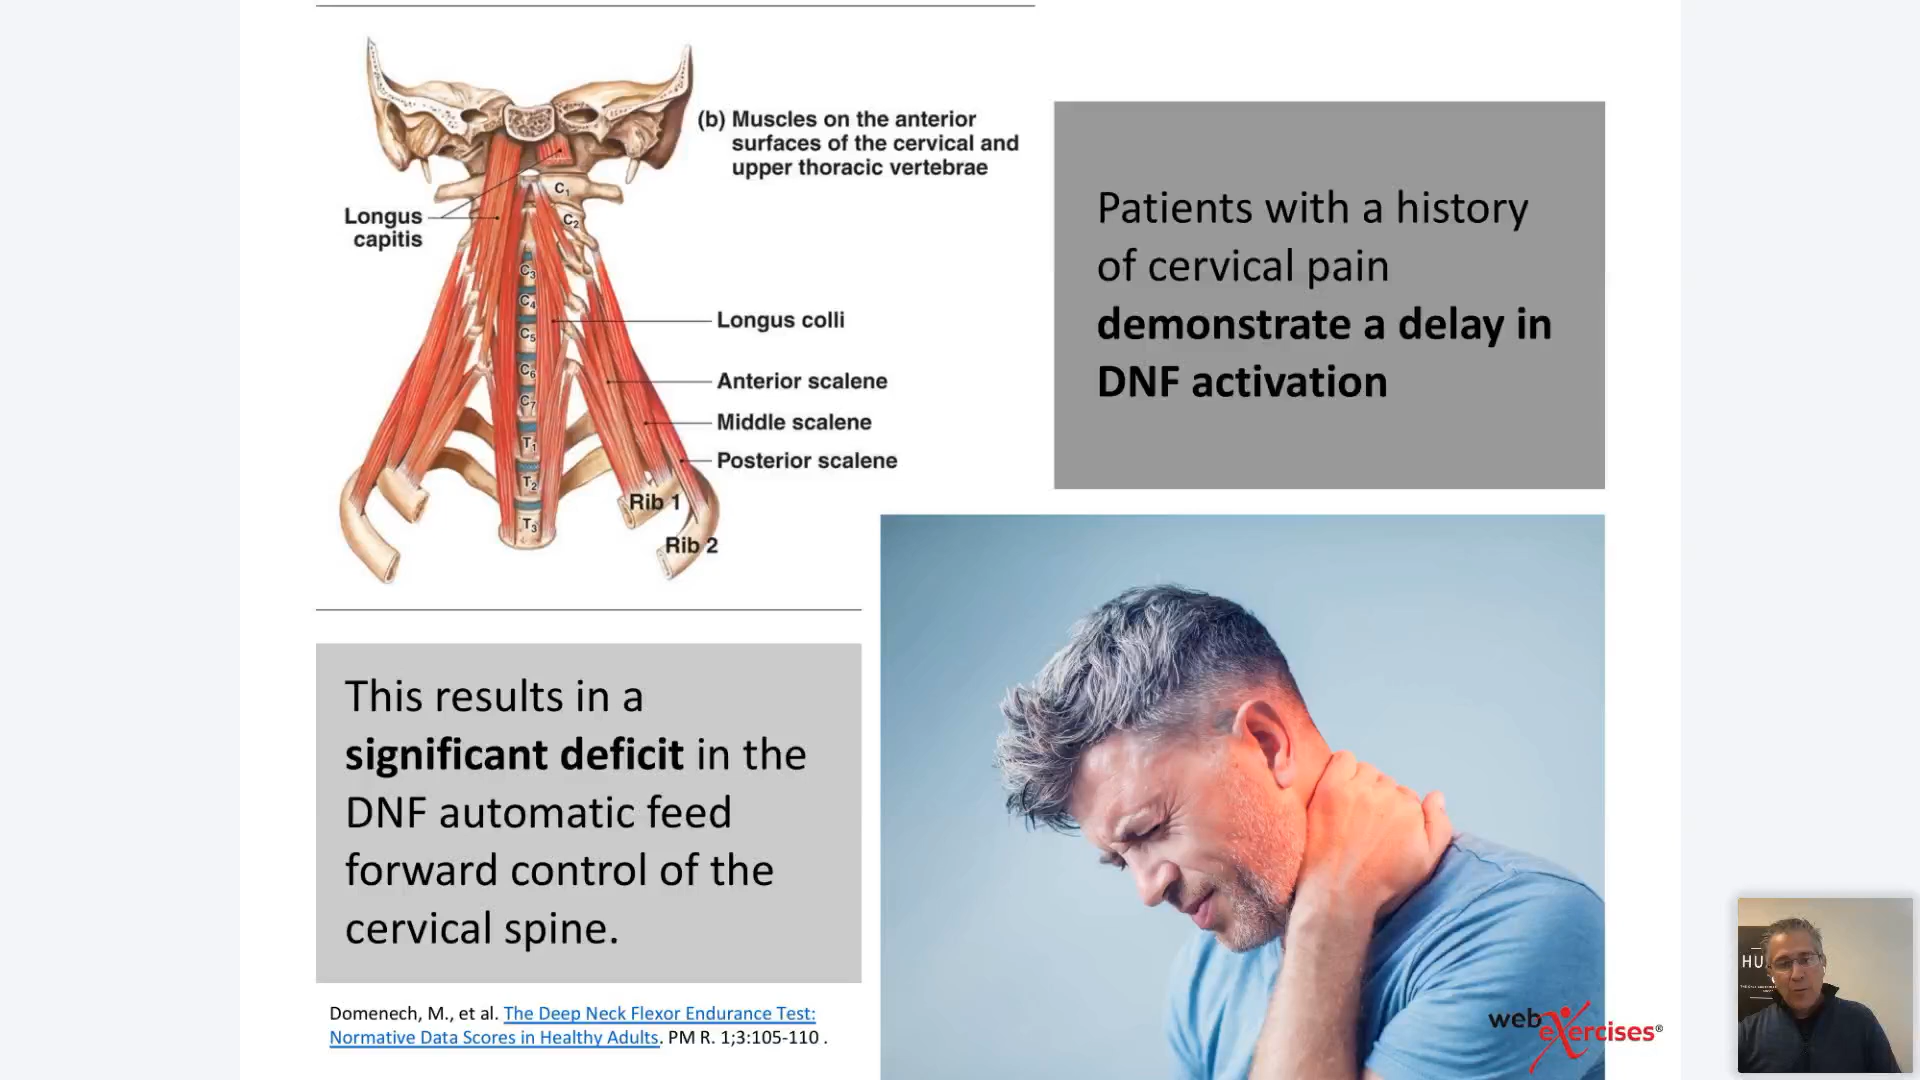 (b) Muscles on the anterior
surfaces of the cervical and
upper thoracic vertebrae
Longus
capitis
C1
C2
C3
C4
C5
C6
C7
T1
T2
T3
Longus colli
Anterior scalene
Middle scalene
Posterior scalene
Rib 1
Rib 2
Patients with a history
of cervical pain
demonstrate a delay in
DNF activation
This results in a
significant deficit in the
DNF automatic feed
forward control of the
cervical spine.
Domenech, M., et al. The Deep Neck Flexor Endurance Test:
Normative Data Scores in Healthy Adults. PM R. 1;3:105-110 .
web
exercises®
HU